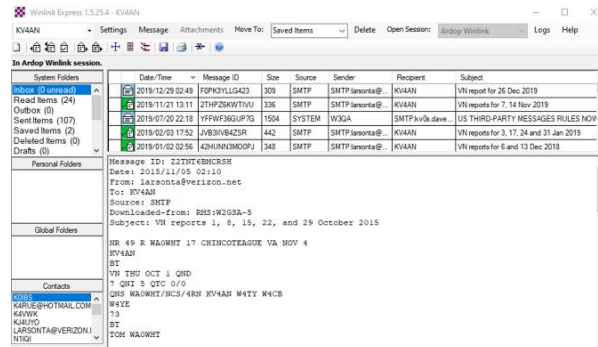 Winlink Express 1.5.25.4 - KV4AN
KV4AN Settings Message Attachments Move To: Saved Items Delete Open Session: Ardop Winlink Logs Help
In Ardop Winlink session.
System Folders
Inbox (0 unread)
Read Items (24)
Outbox (0)
Sent Items (107)
Saved Items (2)
Deleted Items (0)
Drafts (0)
Personal Folders
Global Folders
Contacts
K0IBS
K4RUE@HOTMAIL.COM
K4VWK
KJ4UYO
LARSONTA@VERIZON.
N1IQI
Date/Time Message ID Size Source Sender Recipient Subject
2019/12/29 02:49 F0PK3YLLG423 309 SMTP SMTP:larsonta@... KV4AN VN report for 26 Dec 2019
2019/11/21 13:11 2THPZ6KWTIVU 336 SMTP SMTP:larsonta@... KV4AN VN report for 7, 14 Nov 2019
2019/07/20 22:18 YFFWF36GUP7G 1504 SYSTEM W3QA SMTP:kv0s.dave... US THIRD-PARTY MESSAGES RULES NOW
2019/02/03 17:52 JVB3IIVB4ZSR 442 SMTP SMTP:larsonta@... KV4AN VN report for 3, 17, 24 and 31 Jan 2019
2019/01/02 02:56 42HUNN3MO0PJ 348 SMTP SMTP:larsonta@... KV4AN VN report for 6 and 13 Dec 2018
Message ID: Z2TNT6BMCRSH
Date: 2015/11/05 02:10
From: larsonta@verizon.net
To: KV4AN
Source: SMTP
Downloaded-from: RMS:W2GSA-5
Subject: VN reports 1, 8, 15, 22, and 29 October 2015
NR 49 R WA0WHT 17 CHINCOTEAGUE VA NOV 4
KV4AN
BT
VN THU OCT 1 QND
7 QNI 5 QTC 0/0
QNS WA0WHT/NCS/4RN KV4AN W4TY W4CB
W4YE
73
BT
TOM WA0WHT